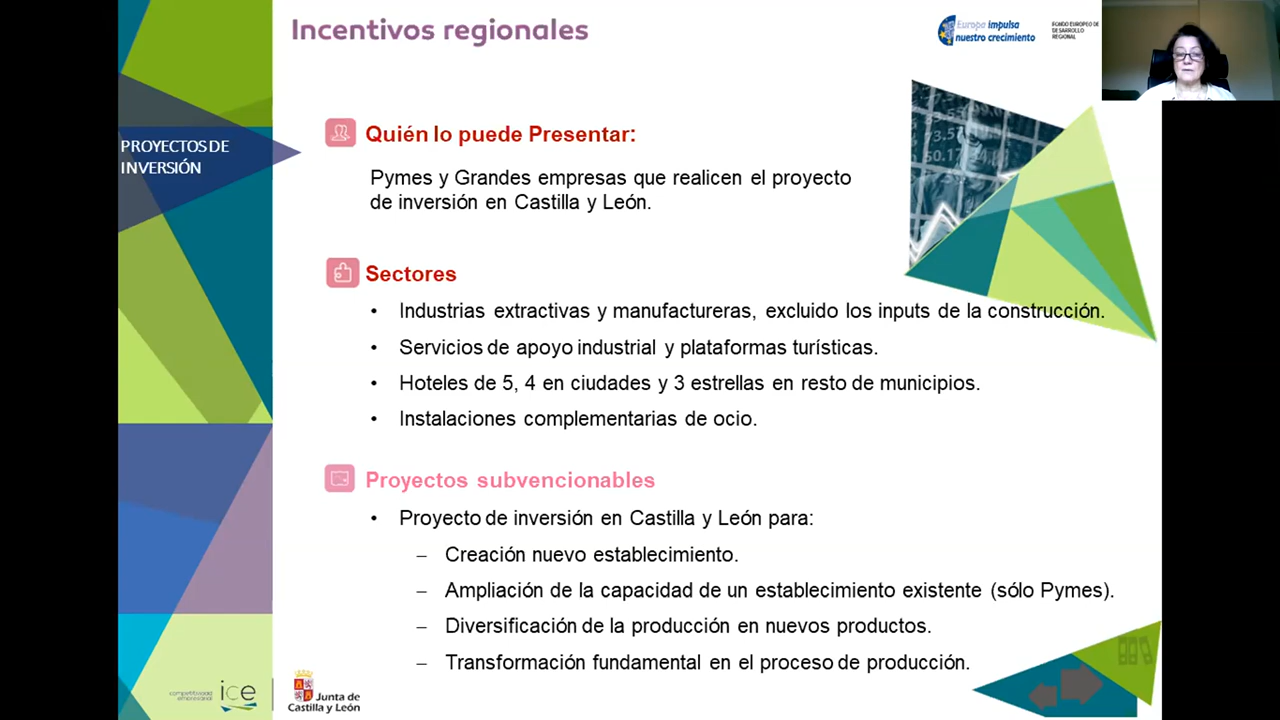 Incentivos regionales
Europa impulsa
nuestro crecimiento
FONDO EUROPEO DE
DESARROLLO
REGIONAL
PROYECTOS DE
INVERSIÓN
Quién lo puede Presentar:
Pymes y Grandes empresas que realicen el proyecto
de inversión en Castilla y León.
Sectores
• Industrias extractivas y manufactureras, excluido los inputs de la construcción.
• Servicios de apoyo industrial y plataformas turísticas.
• Hoteles de 5, 4 en ciudades y 3 estrellas en resto de municipios.
• Instalaciones complementarias de ocio.
Proyectos subvencionables
• Proyecto de inversión en Castilla y León para:
– Creación nuevo establecimiento.
– Ampliación de la capacidad de un establecimiento existente (sólo Pymes).
– Diversificación de la producción en nuevos productos.
– Transformación fundamental en el proceso de producción.
competitividad
empresarial
ice
Junta de
Castilla y León